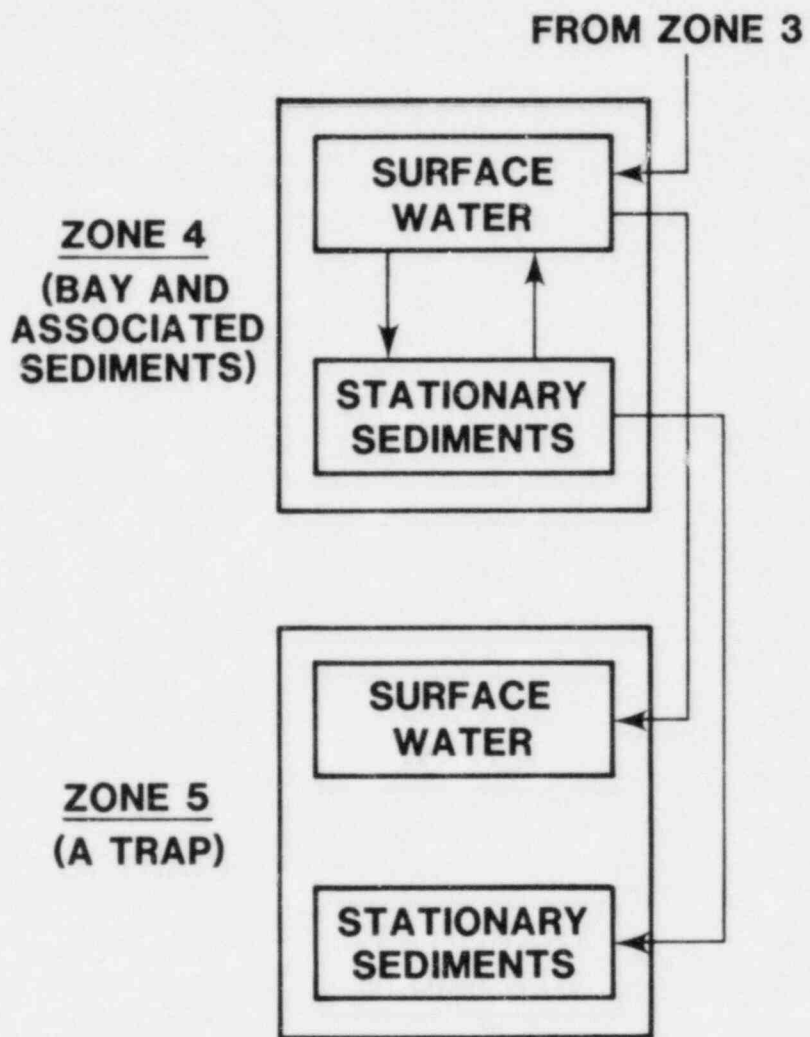 FROM ZONE 3
SURFACE
WATER
ZONE 4
(BAY AND
ASSOCIATED
SEDIMENTS)
STATIONARY
SEDIMENTS
SURFACE
WATER
ZONE 5
(A TRAP)
STATIONARY
SEDIMENTS